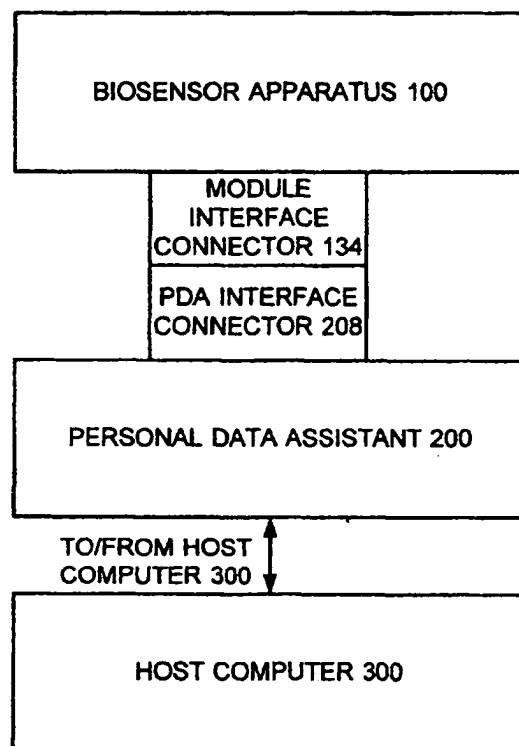 BIOSENSOR APPARATUS 100
MODULE
INTERFACE
CONNECTOR 134
PDA INTERFACE
CONNECTOR 208
PERSONAL DATA ASSISTANT 200
TO/FROM HOST
COMPUTER 300
HOST COMPUTER 300